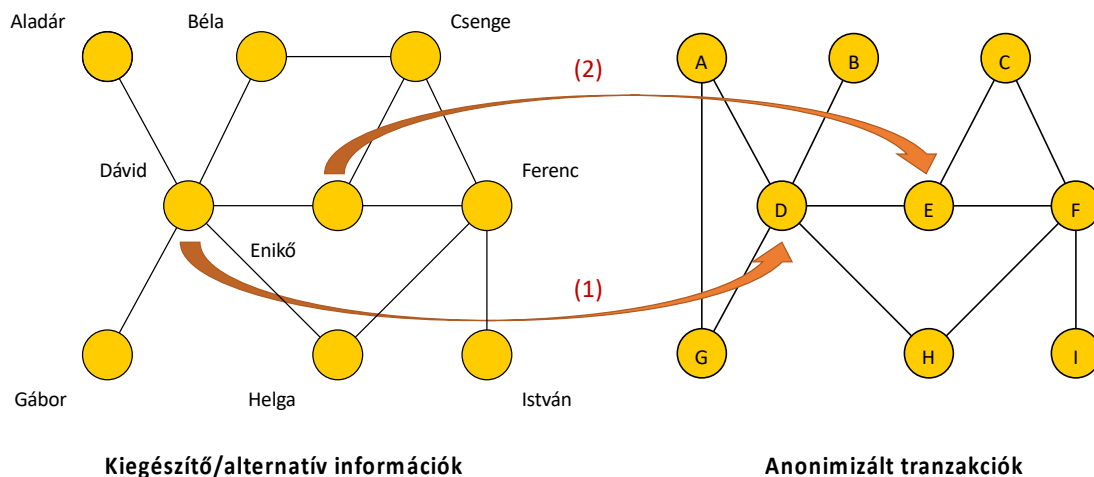 Aladár
Béla
Csenge
(2)
A
B
C
Dávid
Ferenc
D
E
F
Enikő
(1)
G
H
I
Gábor
Helga
István
Kiegészítő/alternatív információk
Anonimizált tranzakciók